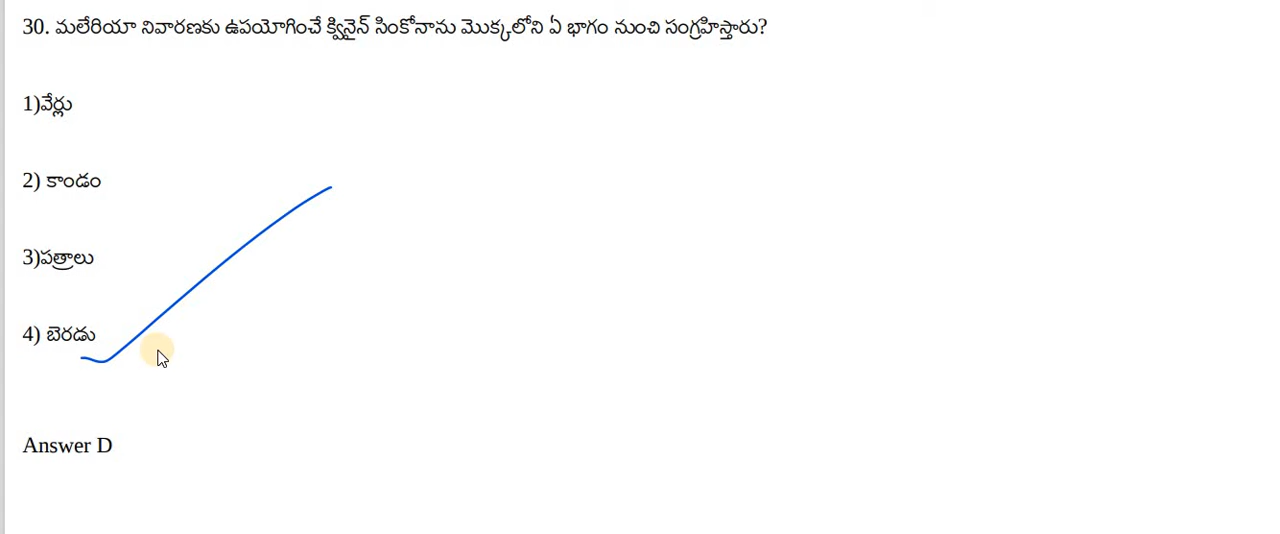 30. మలేరియా నివారణకు ఉపయోగించే క్వినైన్ సింకోనాను మొక్కలోని ఏ భాగం నుంచి సంగ్రహిస్తారు?
1)వేర్లు
2) కాండం
3)పత్రాలు
4) బెరడు
Answer D